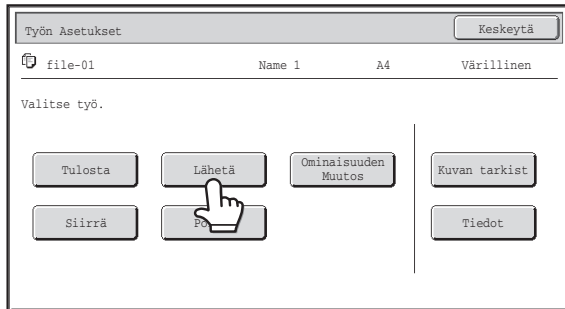 Työn Asetukset
Keskeytä
file-01 Name 1 A4 Värillinen
Valitse työ.
Tulosta
Lähetä
Ominaisuuden
Muutos
Kuvan tarkist
Siirrä
Tiedot